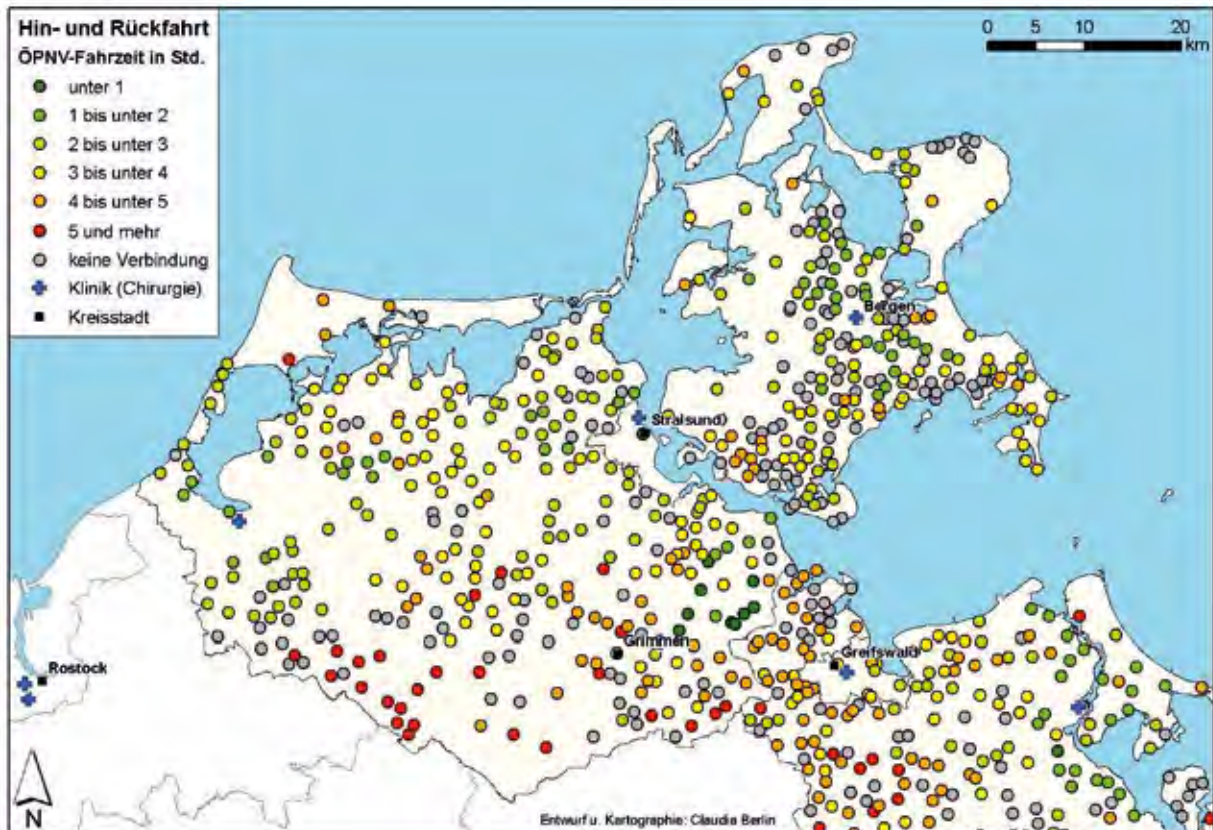 Hin- und Rückfahrt
ÖPNV-Fahrzeit in Std.
unter 1
1 bis unter 2
2 bis unter 3
3 bis unter 4
4 bis unter 5
5 und mehr
keine Verbindung
Klinik (Chirurgie)
Kreisstadt
0 5 10 20
km
Bergen
Stralsund
Grimmen
Greifswald
Rostock
N
Entwurf u. Kartographie: Claudia Berlin